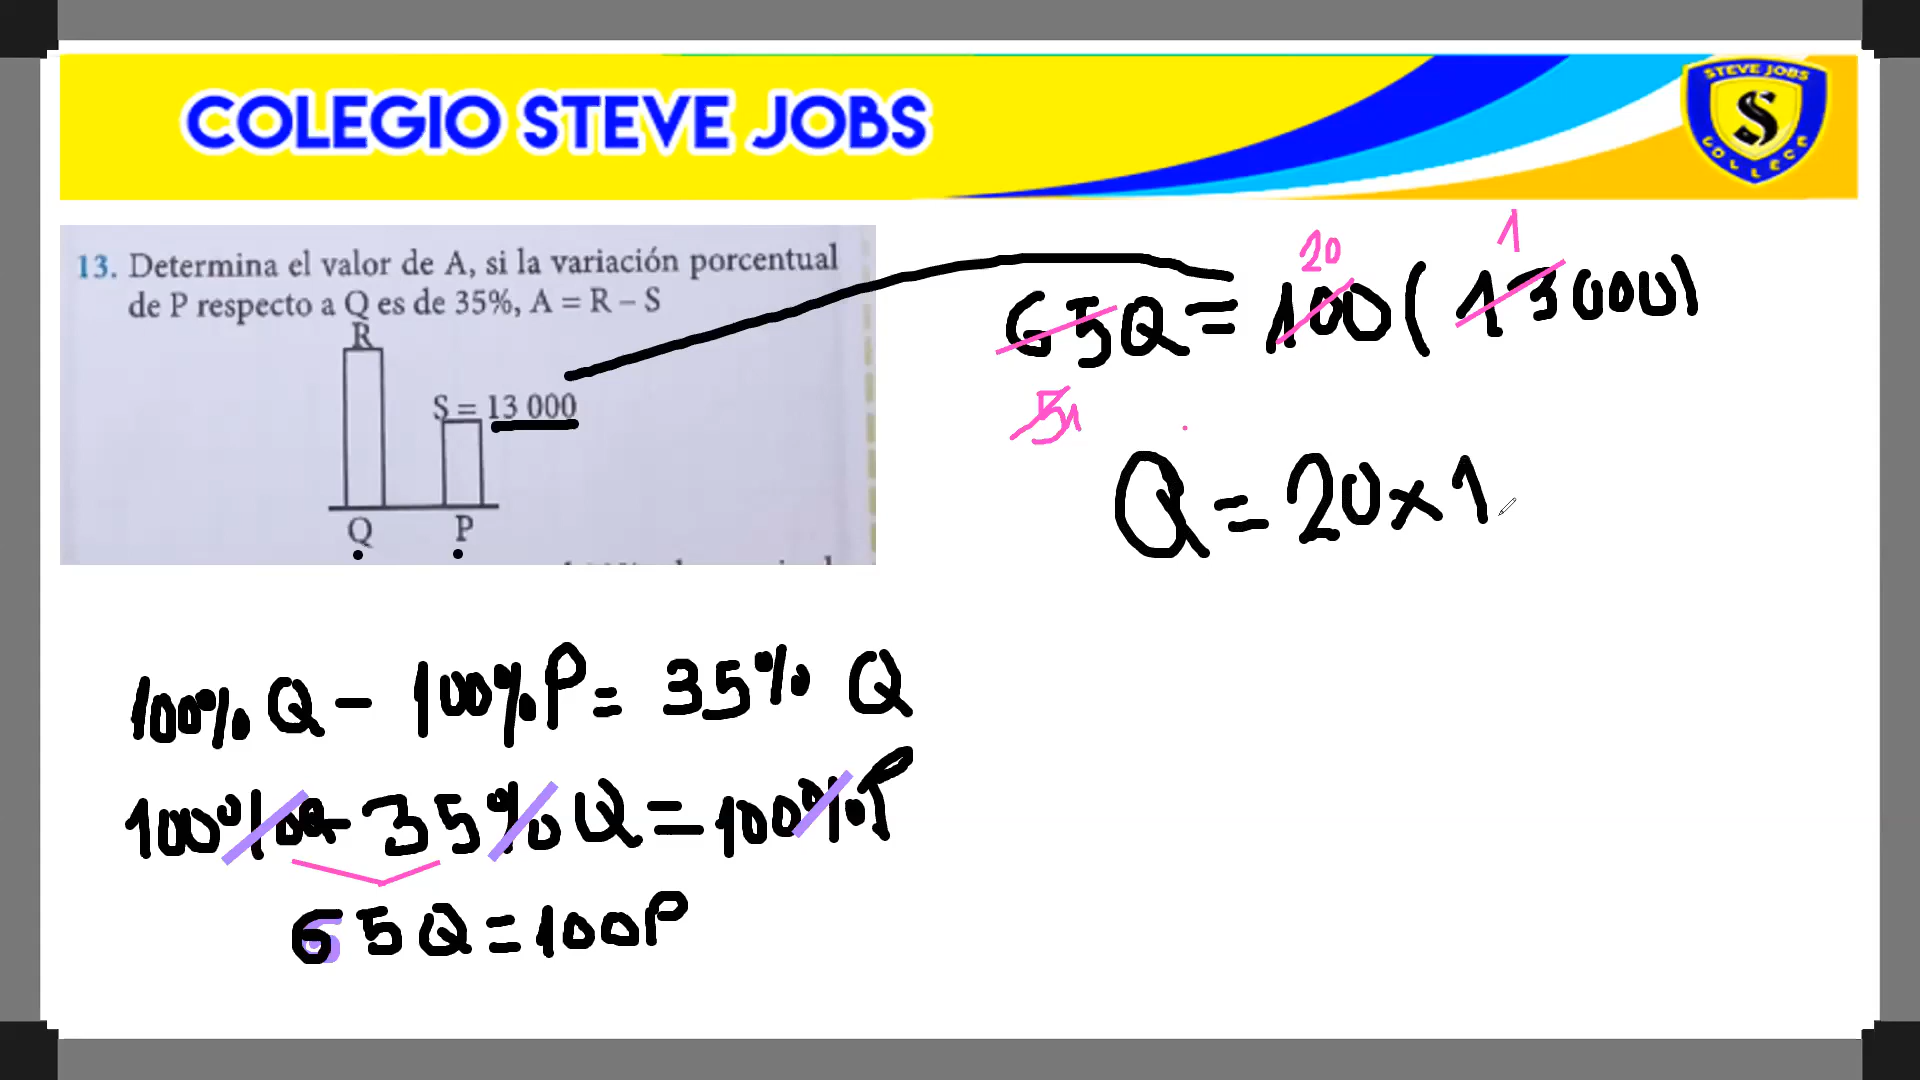 COLEGIO STEVE JOBS
STEVE JOBS
S
COLLEGE
13. Determina el valor de A, si la variación porcentual
de P respecto a Q es de 35%, A = R – S
R
S = 13 000
Q P
20 1
65Q = 100 ( 13000)
5 1
Q = 20 x 1
100% Q - 100% P = 35% Q
100% Q - 35% Q = 100% P
65Q = 100P